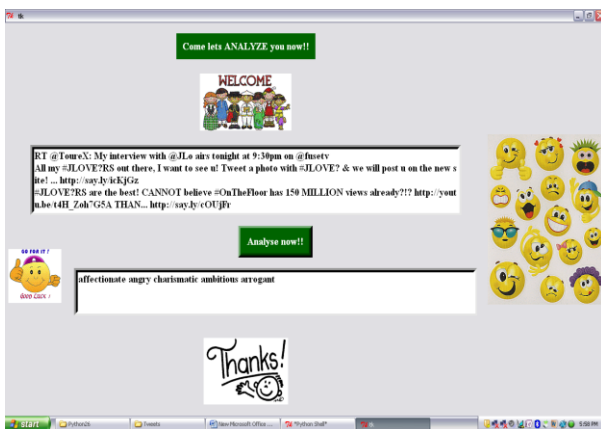 tk
Come lets ANALYZE you now!!
WELCOME
RT @ToureX: My interview with @JLo airs tonight at 9:30pm on @fusetv
All my #JLOVE?RS out there, I want to see u! Tweet a photo with #JLOVE? & we will post u on the new s
ite! ... http://say.ly/icKjGz
#JLOVE?RS are the best! CANNOT believe #OnTheFloor has 150 MILLION views already?!? http://yout
u.be/t4H_Zoh7G5A THAN... http://say.ly/cOUjFr
Analyse now!!
GO FOR IT !
Good Luck !
affectionate angry charismatic ambitious arrogant
Thanks!
start
Python26
Tweets
New Microsoft Office ...
*Python Shell*
tk
5:58 PM